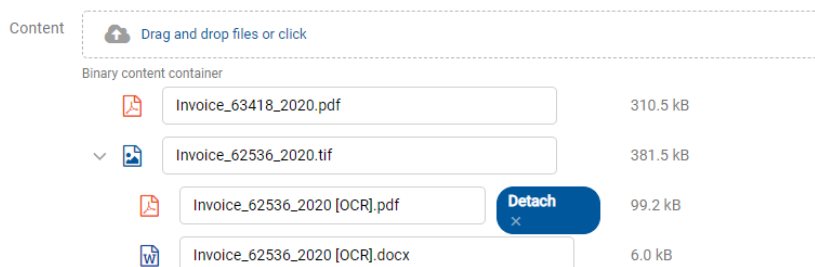 Content
Drag and drop files or click
Binary content container
Invoice_63418_2020.pdf 310.5 kB
Invoice_62536_2020.tif 381.5 kB
Invoice_62536_2020 [OCR].pdf Detach × 99.2 kB
Invoice_62536_2020 [OCR].docx 6.0 kB